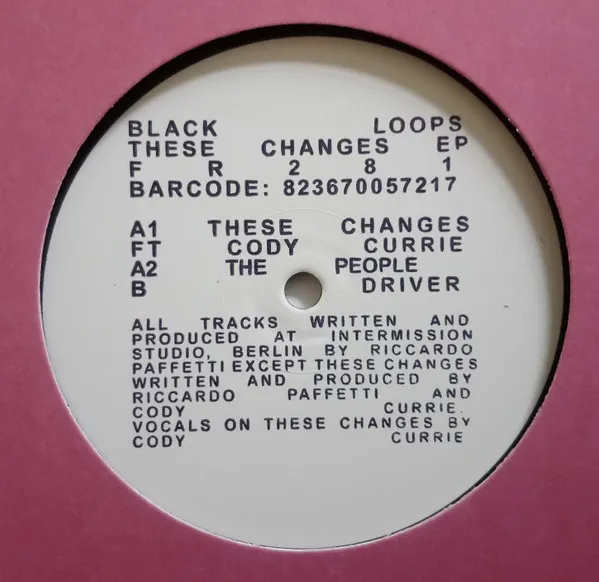 BLACK LOOPS
THESE CHANGES EP
F R 2 8 1
BARCODE: 823670057217
A1 THESE CHANGES
FT CODY CURRIE
A2 THE PEOPLE
B DRIVER
ALL TRACKS WRITTEN AND
PRODUCED AT INTERMISSION
STUDIO, BERLIN BY RICCARDO
PAFFETTI EXCEPT THESE CHANGES
WRITTEN AND PRODUCED BY
RICCARDO PAFFETTI AND
CODY CURRIE.
VOCALS ON THESE CHANGES BY
CODY CURRIE